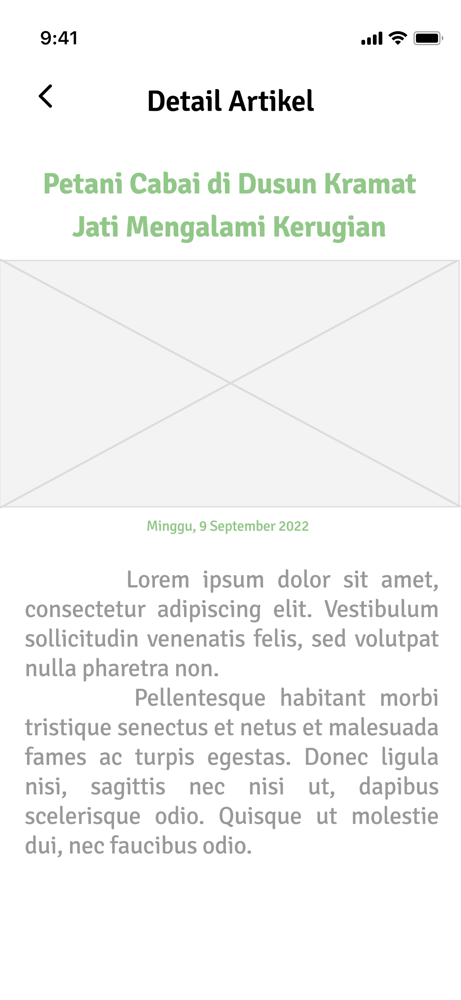 9:41
Detail Artikel
Petani Cabai di Dusun Kramat
Jati Mengalami Kerugian
Minggu, 9 September 2022
Lorem ipsum dolor sit amet,
consectetur adipiscing elit. Vestibulum
sollicitudin venenatis felis, sed volutpat
nulla pharetra non.
Pellentesque habitant morbi
tristique senectus et netus et malesuada
fames ac turpis egestas. Donec ligula
nisi, sagittis nec nisi ut, dapibus
scelerisque odio. Quisque ut molestie
dui, nec faucibus odio.